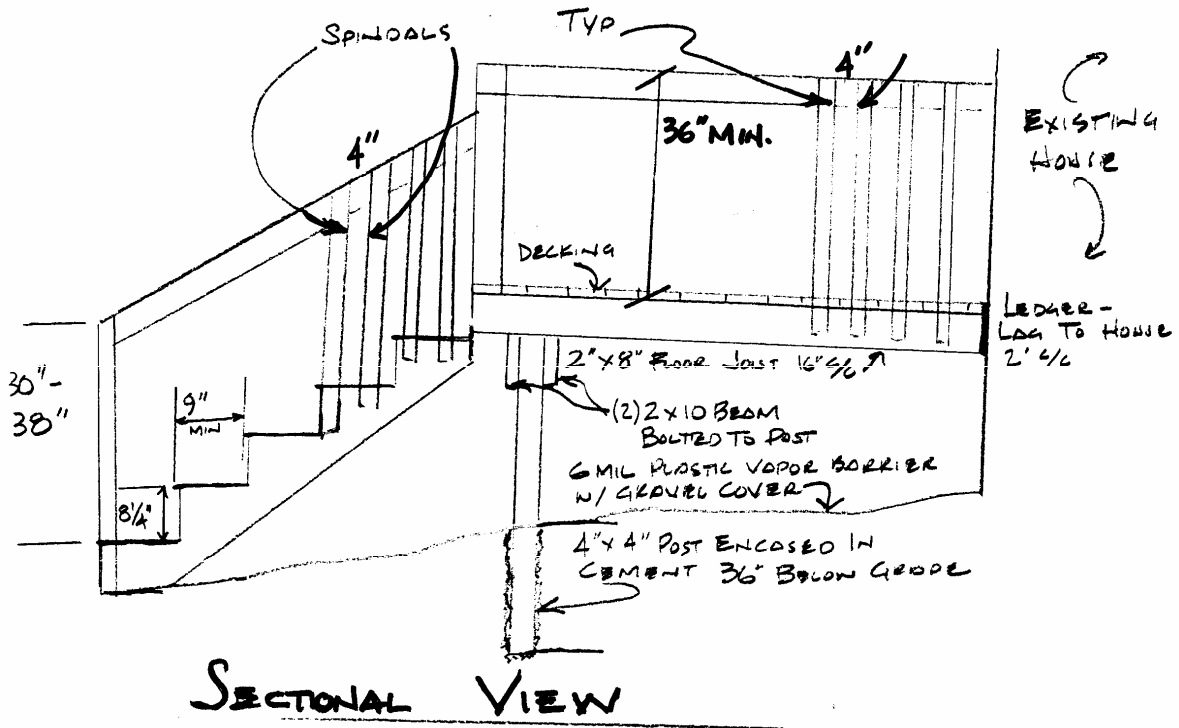 SPINDALS
TYP
4"
4"
36" MIN.
EXISTING
HOUSE
DECKING
LEDGER-
LAG TO HOUSE
2' c/c
2"x8" FLOOR JOIST 16" c/c
30"-
38"
9"
MIN
(2) 2x10 BEAM
BOLTED TO POST
6 MIL PLASTIC VAPOR BARRIER
W/ GRAVEL COVER
8 1/4"
4"x4" POST ENCASED IN
CEMENT 36" BELOW GRADE
SECTIONAL VIEW